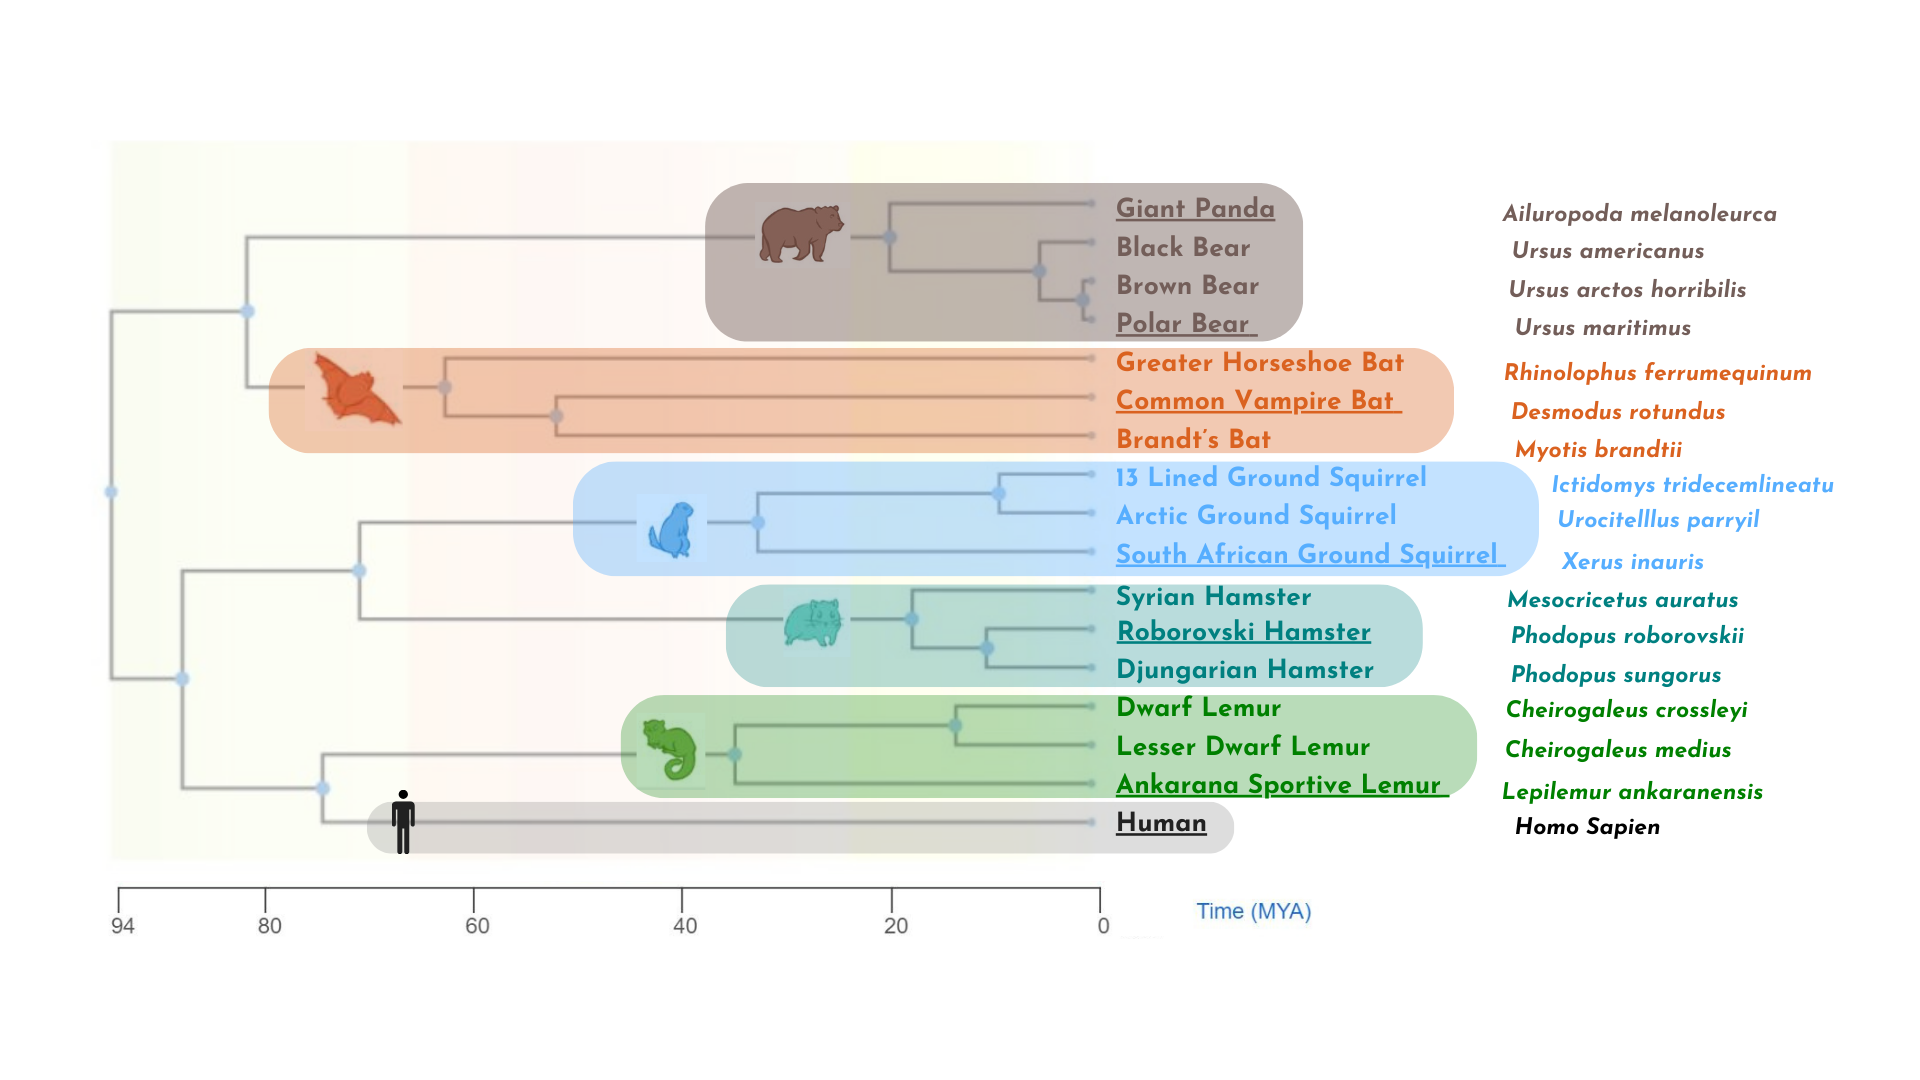 Giant Panda Ailuropoda melanoleurca
Black Bear Ursus americanus
Brown Bear Ursus arctos horribilis
Polar Bear Ursus maritimus
Greater Horseshoe Bat Rhinolophus ferrumequinum
Common Vampire Bat Desmodus rotundus
Brandt's Bat Myotis brandtii
13 Lined Ground Squirrel Ictidomys tridecemlineatu
Arctic Ground Squirrel Urocitelllus parryil
South African Ground Squirrel Xerus inauris
Syrian Hamster Mesocricetus auratus
Roborovski Hamster Phodopus roborovskii
Djungarian Hamster Phodopus sungorus
Dwarf Lemur Cheirogaleus crossleyi
Lesser Dwarf Lemur Cheirogaleus medius
Ankarana Sportive Lemur Lepilemur ankaranensis
Human Homo Sapien
94 80 60 40 20 0 Time (MYA)